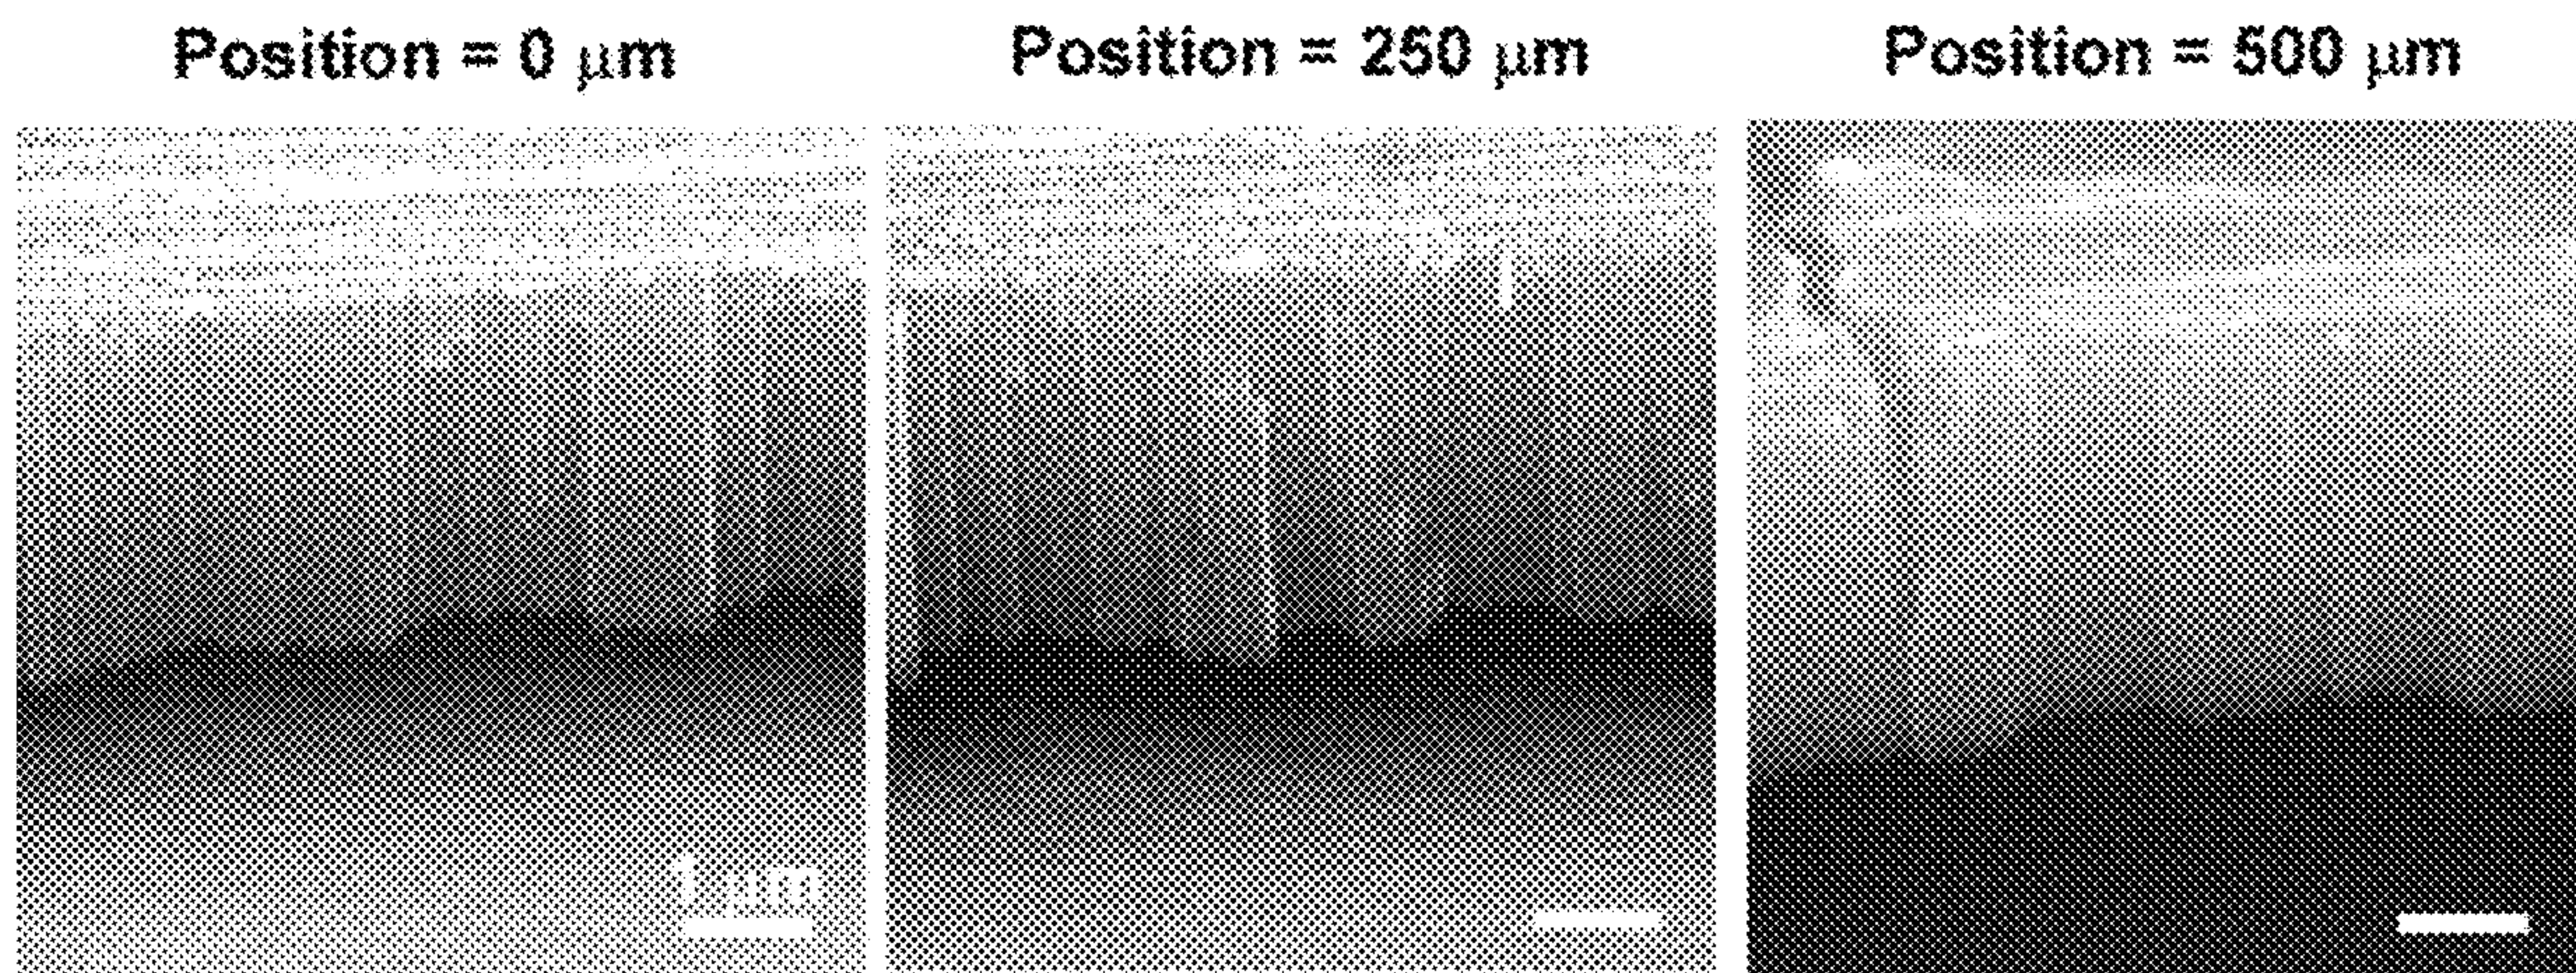 Position = 0 μm
Position = 250 μm
Position = 500 μm
1 μm